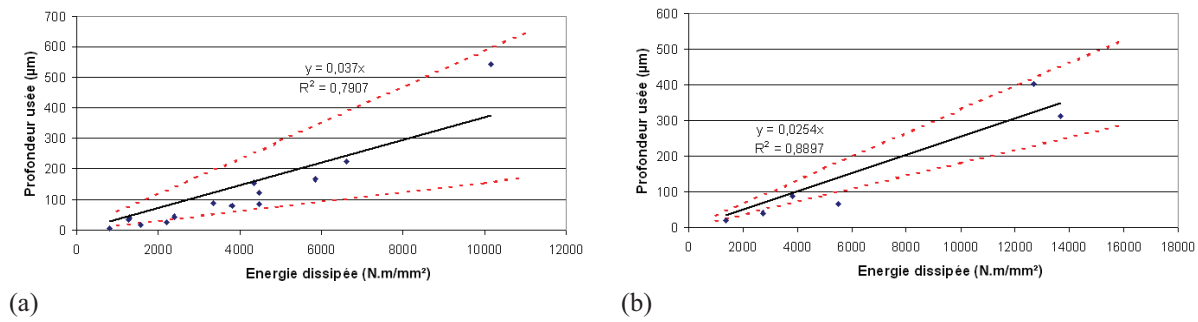 700
600
500
400
300
200
100
0
Profondeur usée (µm)
y = 0,037x
R² = 0,7907
0 2000 4000 6000 8000 10000 12000
Energie dissipée (N.m/mm²)
(a)
600
500
400
300
200
100
0
Profondeur usée (µm)
y = 0,0254x
R² = 0,8897
0 2000 4000 6000 8000 10000 12000 14000 16000 18000
Energie dissipée (N.m/mm²)
(b)